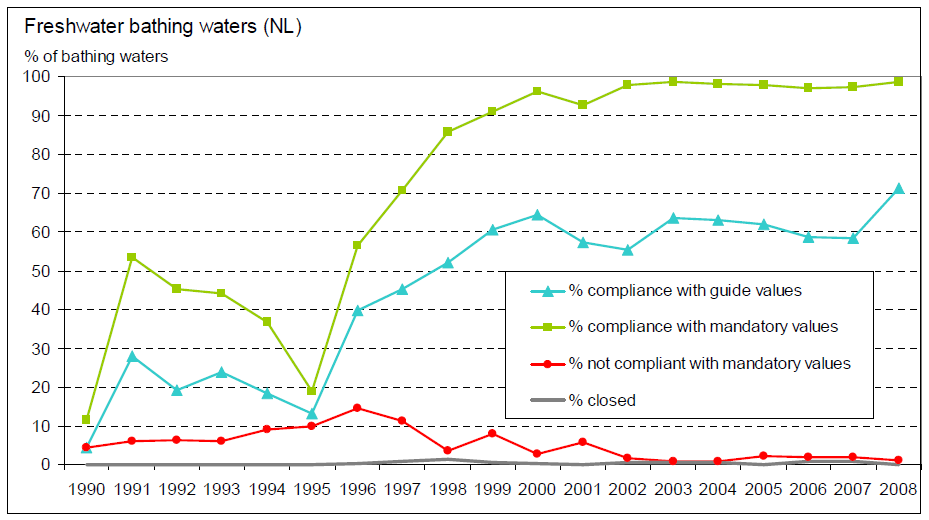 Freshwater bathing waters (NL)
% of bathing waters
100
90
80
70
60
50
40
30
20
10
0
% compliance with guide values
% compliance with mandatory values
% not compliant with mandatory values
% closed
1990 1991 1992 1993 1994 1995 1996 1997 1998 1999 2000 2001 2002 2003 2004 2005 2006 2007 2008